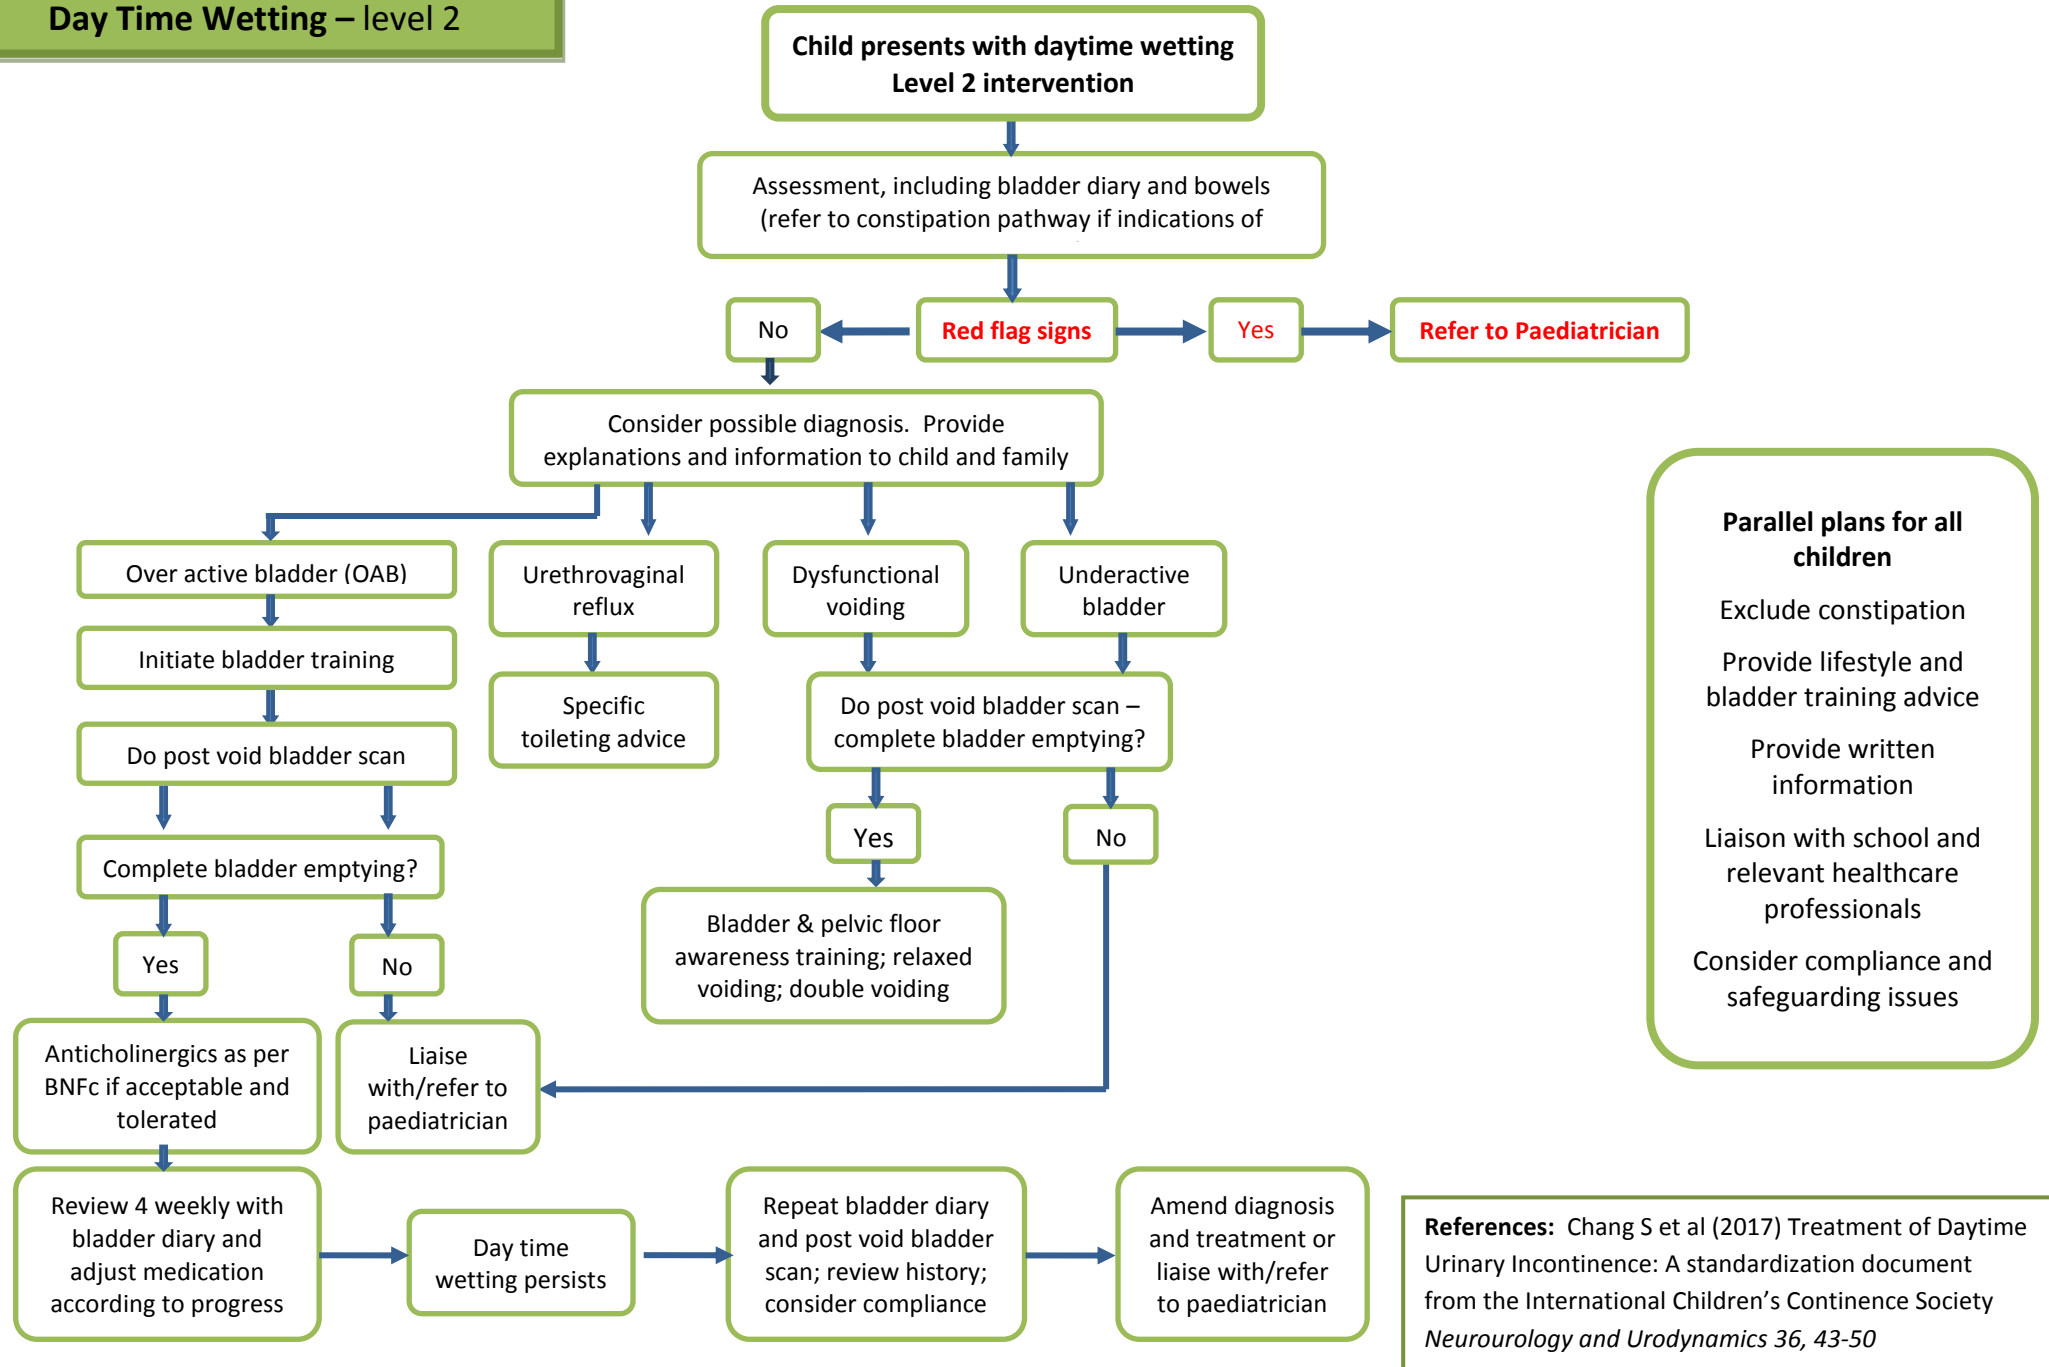 Day Time Wetting – level 2
Child presents with daytime wetting
Level 2 intervention
Assessment, including bladder diary and bowels
(refer to constipation pathway if indications of
No
Red flag signs
Yes
Refer to Paediatrician
Consider possible diagnosis.  Provide
explanations and information to child and family
Over active bladder (OAB)
Urethrovaginal
reflux
Dysfunctional
voiding
Underactive
bladder
Initiate bladder training
Specific
toileting advice
Do post void bladder scan –
complete bladder emptying?
Do post void bladder scan
Complete bladder emptying?
Yes
No
Yes
No
Bladder & pelvic floor
awareness training; relaxed
voiding; double voiding
Anticholinergics as per
BNFc if acceptable and
tolerated
Liaise
with/refer to
paediatrician
Review 4 weekly with
bladder diary and
adjust medication
according to progress
Day time
wetting persists
Repeat bladder diary
and post void bladder
scan; review history;
consider compliance
Amend diagnosis
and treatment or
liaise with/refer
to paediatrician
Parallel plans for all
children
Exclude constipation
Provide lifestyle and
bladder training advice
Provide written
information
Liaison with school and
relevant healthcare
professionals
Consider compliance and
safeguarding issues
References:  Chang S et al (2017) Treatment of Daytime
Urinary Incontinence: A standardization document
from the International Children’s Continence Society
Neurourology and Urodynamics 36, 43-50